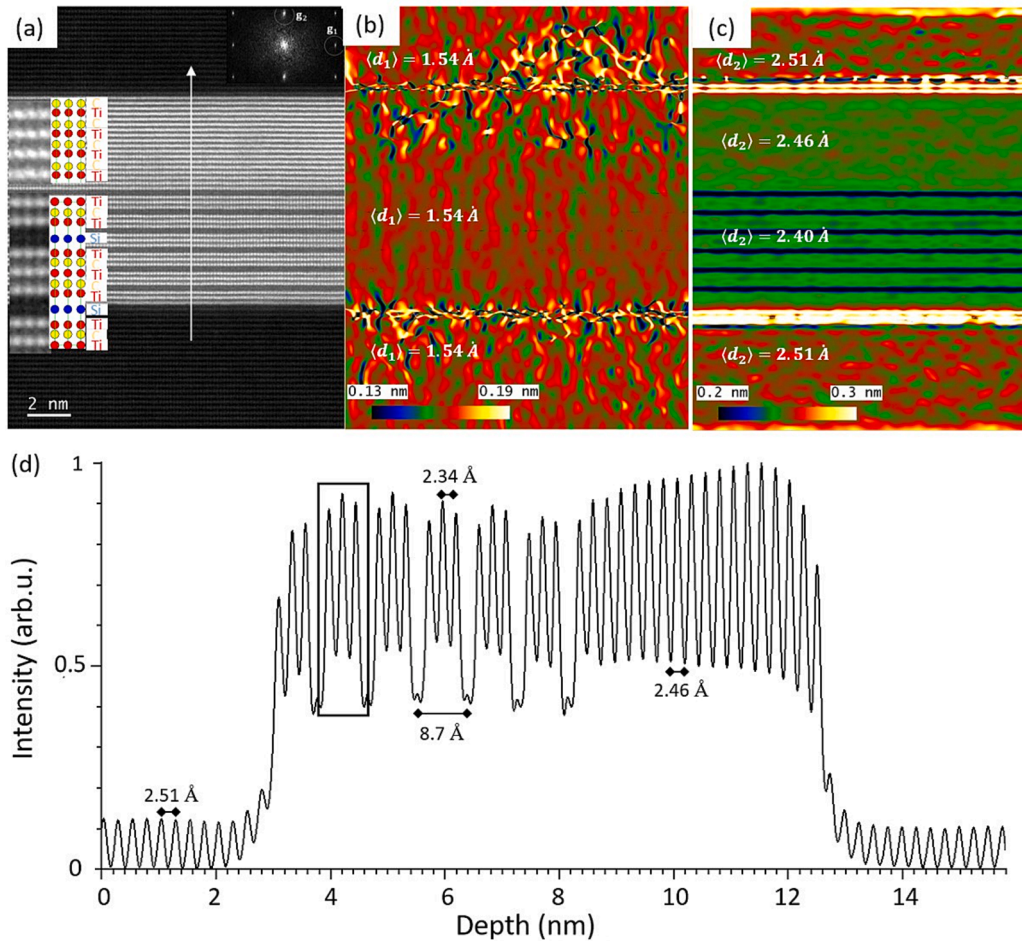 (a)
g₂
g₁
C
Ti
C
Ti
C
Ti
C
Ti
Ti
C
Ti
Si
Ti
C
Ti
C
Ti
Si
Ti
C
Ti
2 nm
(b)
⟨d₁⟩ = 1.54 Å
⟨d₁⟩ = 1.54 Å
⟨d₁⟩ = 1.54 Å
0.13 nm 0.19 nm
(c)
⟨d₂⟩ = 2.51 Å
⟨d₂⟩ = 2.46 Å
⟨d₂⟩ = 2.40 Å
⟨d₂⟩ = 2.51 Å
0.2 nm 0.3 nm
(d)
1
0.5
0
Intensity (arb.u.)
2.51 Å
2.34 Å
8.7 Å
2.46 Å
0 2 4 6 8 10 12 14
Depth (nm)